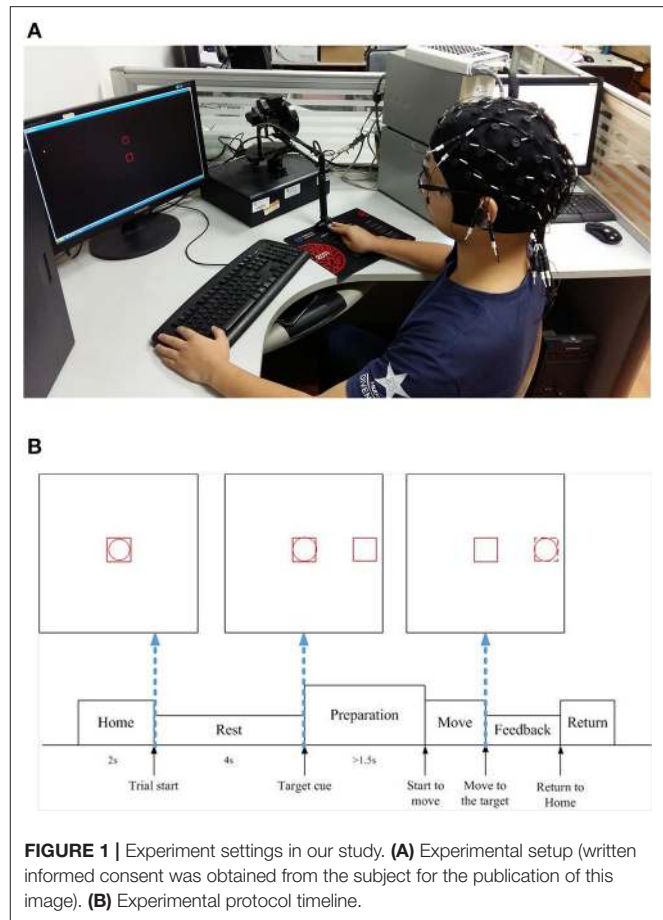 A
B
Home
Rest
Preparation
Move
Feedback
Return
2s
4s
>1.5s
Trial start
Target cue
Start to
move
Move to
the target
Return to
Home
FIGURE 1 | Experiment settings in our study. (A) Experimental setup (written
informed consent was obtained from the subject for the publication of this
image). (B) Experimental protocol timeline.